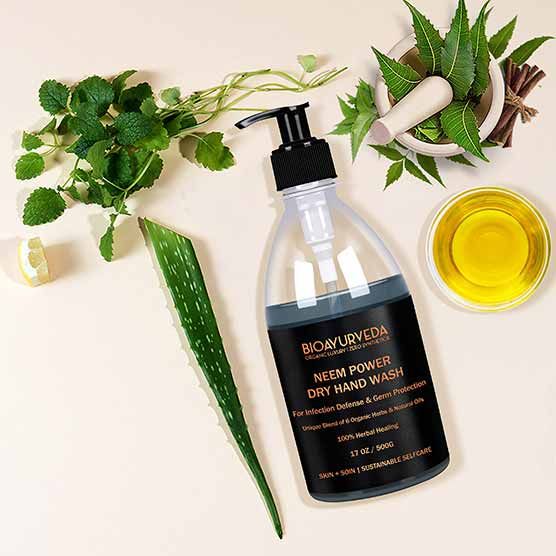 BIOAYURVEDA
ORGANIC LUXURY | ZERO SYNTHETICS
NEEM POWER
DRY HAND WASH
For Infection Defense & Germ Protection
Unique Blend of 6 Organic Herbs & Natural Oils
100% Herbal Healing
17 OZ / 500G
SKIN + SOIN | SUSTAINABLE SELFCARE